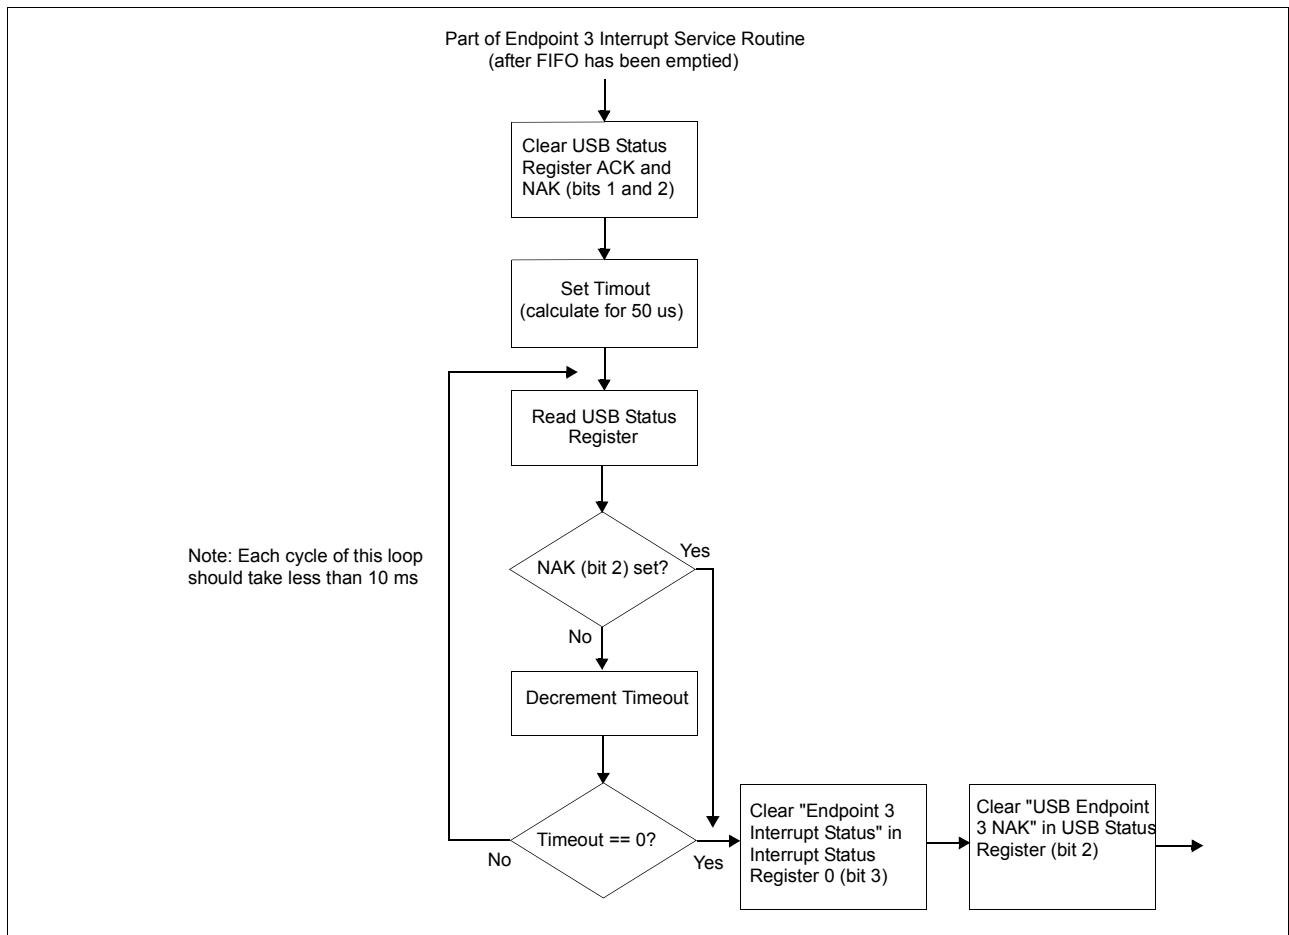 Part of Endpoint 3 Interrupt Service Routine
(after FIFO has been emptied)
Clear USB Status
Register ACK and
NAK (bits 1 and 2)
Set Timout
(calculate for 50 us)
Read USB Status
Register
Note: Each cycle of this loop
should take less than 10 ms
NAK (bit 2) set?
Yes
No
Decrement Timeout
Timeout == 0?
No
Yes
Clear "Endpoint 3
Interrupt Status" in
Interrupt Status
Register 0 (bit 3)
Clear "USB Endpoint
3 NAK" in USB Status
Register (bit 2)